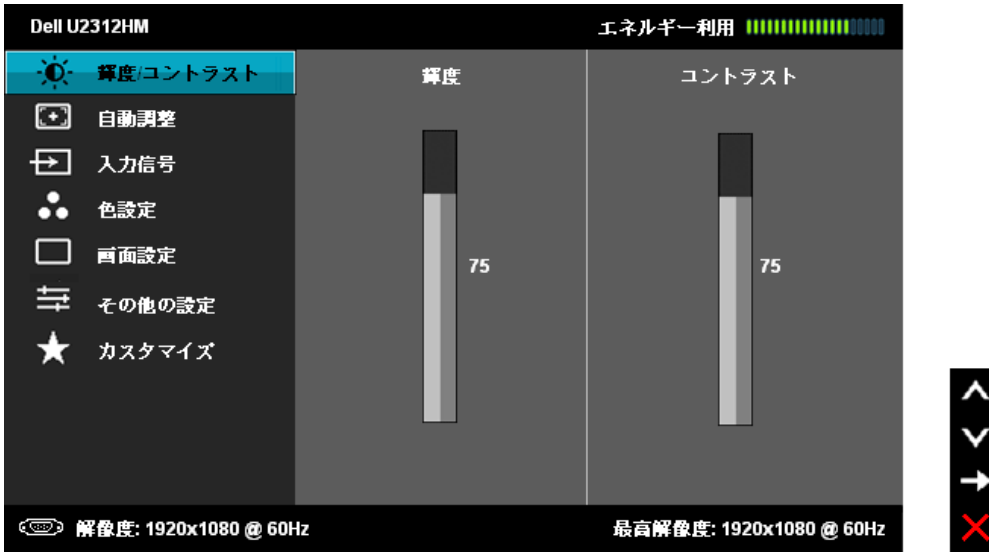 Dell U2312HM
エネルギー利用
輝度/コントラスト
自動調整
入力信号
色設定
画面設定
その他の設定
カスタマイズ
輝度
75
コントラスト
75
解像度: 1920x1080 @ 60Hz
最高解像度: 1920x1080 @ 60Hz